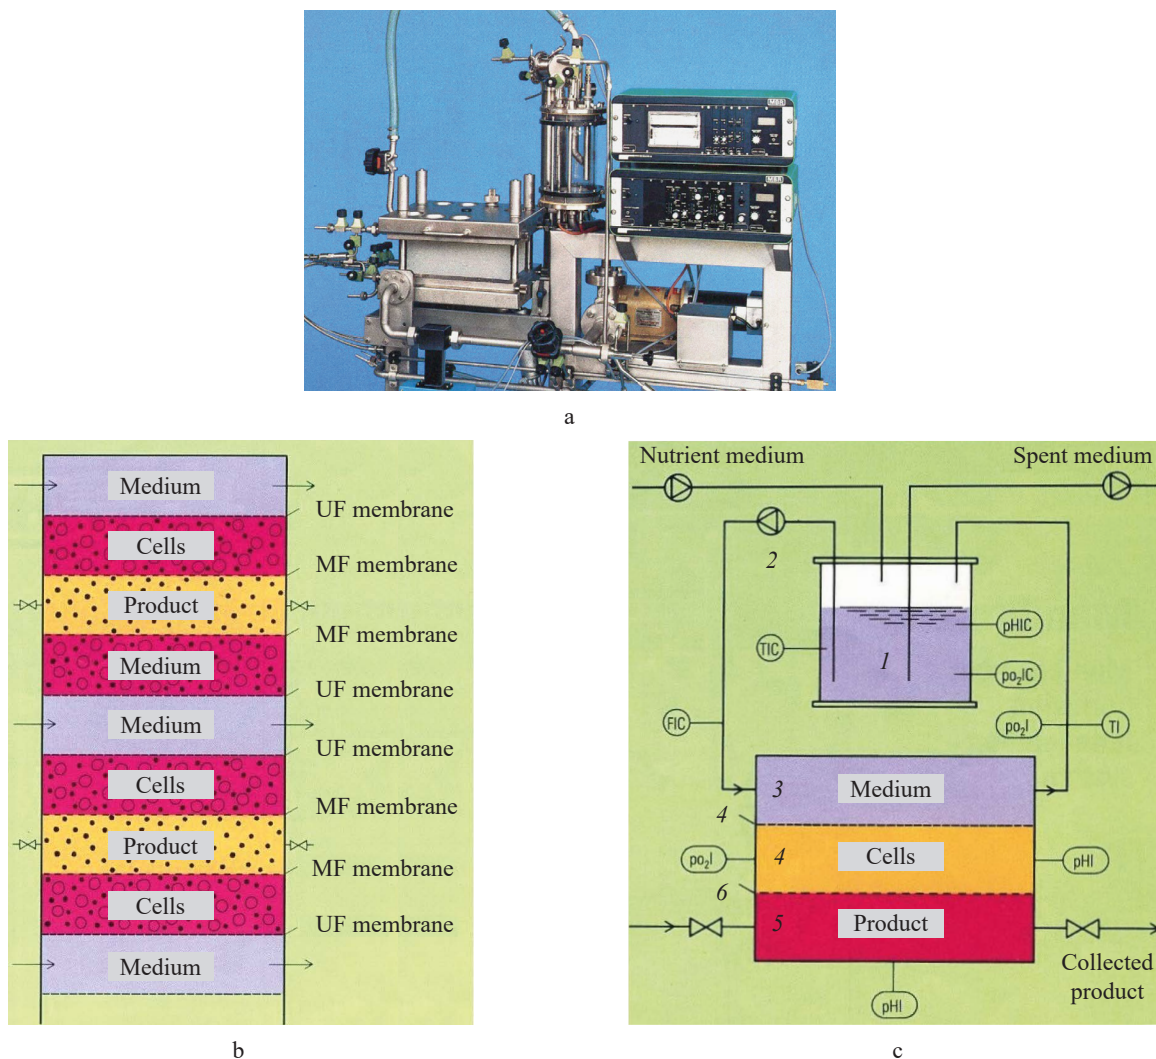 MBR
MBR
a
Medium
UF membrane
Cells
MF membrane
Product
MF membrane
Medium
UF membrane
Medium
UF membrane
Cells
MF membrane
Product
MF membrane
Cells
UF membrane
Medium
b
Nutrient medium
Spent medium
2
pHIC
TIC
1
po₂IC
FIC
po₂I
TI
3
Medium
4
po₂I
4
Cells
pHI
6
5
Product
Collected
product
pHI
c